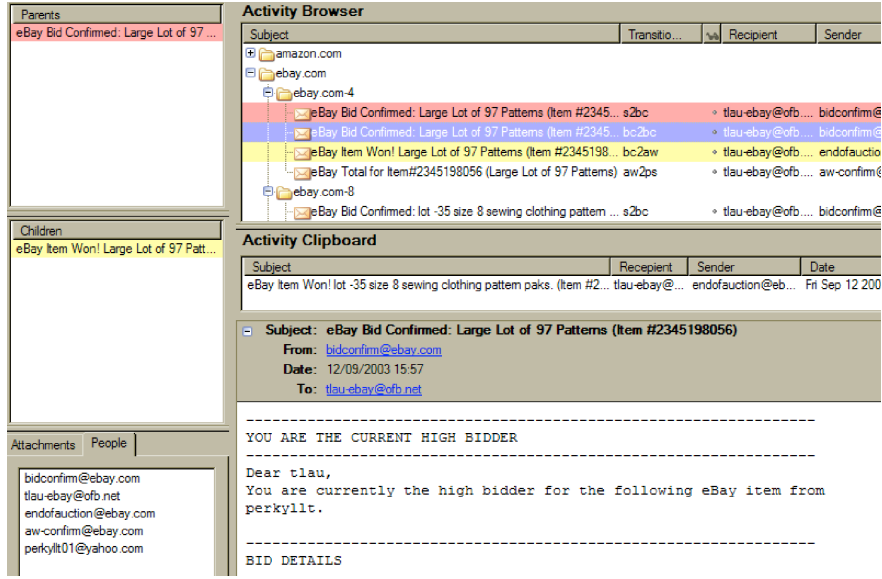 Parents
eBay Bid Confirmed: Large Lot of 97 ...
Children
eBay Item Won! Large Lot of 97 Patt...
Attachments People
bidconfirm@ebay.com
tlau-ebay@ofb.net
endofauction@ebay.com
aw-confirm@ebay.com
perkyllt01@yahoo.com
Activity Browser
Subject Transitio... Recipient Sender
amazon.com
ebay.com
ebay.com-4
eBay Bid Confirmed: Large Lot of 97 Patterns (Item #2345... s2bc tlau-ebay@ofb.... bidconfirm@
eBay Bid Confirmed: Large Lot of 97 Patterns (Item #2345... bc2bc tlau-ebay@ofb.... bidconfirm@
eBay Item Won! Large Lot of 97 Patterns (Item #2345198... bc2aw tlau-ebay@ofb.... endofauctio
eBay Total for Item#2345198056 (Large Lot of 97 Patterns) aw2ps tlau-ebay@ofb.... aw-confirm@
ebay.com-8
eBay Bid Confirmed: lot -35 size 8 sewing clothing pattern ... s2bc tlau-ebay@ofb.... bidconfirm@
Activity Clipboard
Subject Recepient Sender Date
eBay Item Won! lot -35 size 8 sewing clothing pattern paks. (Item #2... tlau-ebay@... endofauction@eb... Fri Sep 12 200
Subject: eBay Bid Confirmed: Large Lot of 97 Patterns (Item #2345198056)
From: bidconfirm@ebay.com
Date: 12/09/2003 15:57
To: tlau-ebay@ofb.net
YOU ARE THE CURRENT HIGH BIDDER
Dear tlau,
You are currently the high bidder for the following eBay item from
perkyllt.
BID DETAILS